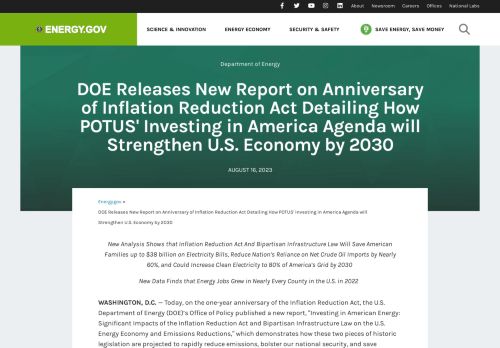 About Newsroom Careers Offices National Labs
ENERGY.GOV
SCIENCE & INNOVATION ENERGY ECONOMY SECURITY & SAFETY SAVE ENERGY, SAVE MONEY
Department of Energy
DOE Releases New Report on Anniversary
of Inflation Reduction Act Detailing How
POTUS' Investing in America Agenda will
Strengthen U.S. Economy by 2030
AUGUST 16, 2023
Energy.gov »
DOE Releases New Report on Anniversary of Inflation Reduction Act Detailing How POTUS' Investing in America Agenda will
Strengthen U.S. Economy by 2030
New Analysis Shows that Inflation Reduction Act And Bipartisan Infrastructure Law Will Save American
Families up to $38 billion on Electricity Bills, Reduce Nation's Reliance on Net Crude Oil Imports by Nearly
60%, and Could Increase Clean Electricity to 80% of America's Grid by 2030
New Data Finds that Energy Jobs Grew in Nearly Every County in the U.S. in 2022
WASHINGTON, D.C. — Today, on the one-year anniversary of the Inflation Reduction Act, the U.S.
Department of Energy (DOE)'s Office of Policy published a new report, "Investing in American Energy:
Significant Impacts of the Inflation Reduction Act and Bipartisan Infrastructure Law on the U.S.
Energy Economy and Emissions Reductions," which demonstrates how these two pieces of historic
legislation are projected to rapidly reduce emissions, bolster our national security, and save